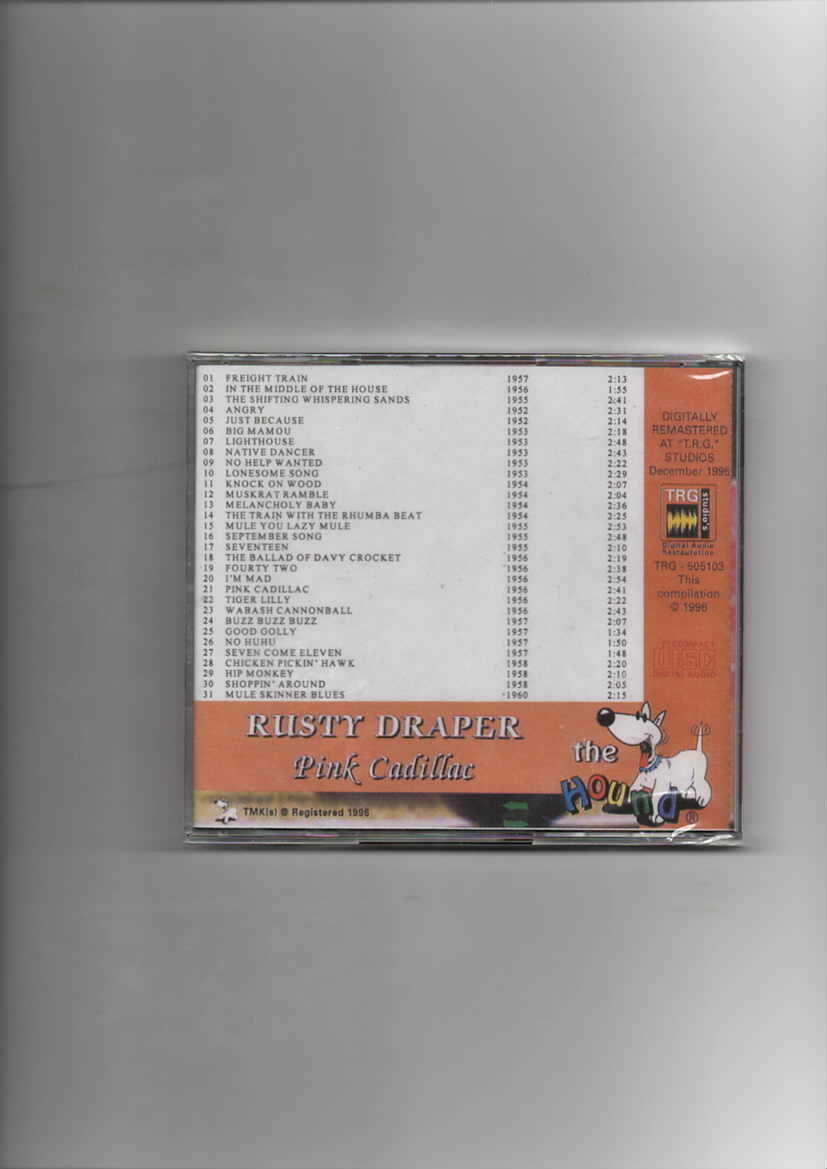 01 FREIGHT TRAIN 1957 2:13
02 IN THE MIDDLE OF THE HOUSE 1956 1:55
03 THE SHIFTING WHISPERING SANDS 1955 2:41
04 ANGRY 1952 2:31
05 JUST BECAUSE 1952 2:14
06 BIG MAMOU 1953 2:18
07 LIGHTHOUSE 1953 2:48
08 NATIVE DANCER 1953 2:43
09 NO HELP WANTED 1953 2:22
10 LONESOME SONG 1953 2:29
11 KNOCK ON WOOD 1954 2:07
12 MUSKRAT RAMBLE 1954 2:04
13 MELANCHOLY BABY 1954 2:36
14 THE TRAIN WITH THE RHUMBA BEAT 1954 2:25
15 MULE YOU LAZY MULE 1955 2:53
16 SEPTEMBER SONG 1955 2:48
17 SEVENTEEN 1955 2:10
18 THE BALLAD OF DAVY CROCKET 1956 2:19
19 FOURTY TWO 1956 2:38
20 I'M MAD 1956 2:54
21 PINK CADILLAC 1956 2:41
22 TIGER LILLY 1956 2:22
23 WABASH CANNONBALL 1956 2:43
24 BUZZ BUZZ BUZZ 1957 2:07
25 GOOD GOLLY 1957 1:34
26 NO HUHU 1957 1:50
27 SEVEN COME ELEVEN 1957 1:48
28 CHICKEN PICKIN' HAWK 1958 2:20
29 HIP MONKEY 1958 2:10
30 SHOPPIN' AROUND 1958 2:05
31 MULE SKINNER BLUES 1960 2:15
DIGITALLY
REMASTERED
AT "T.R.G."
STUDIOS
December 1996
TRG studio's
Digital Audio
Restauration
TRG - 505103
This
compilation
© 1996
COMPACT
disc
DIGITAL AUDIO
RUSTY DRAPER
Pink Cadillac
the
Hound ®
TMK(s) ® Registered 1996